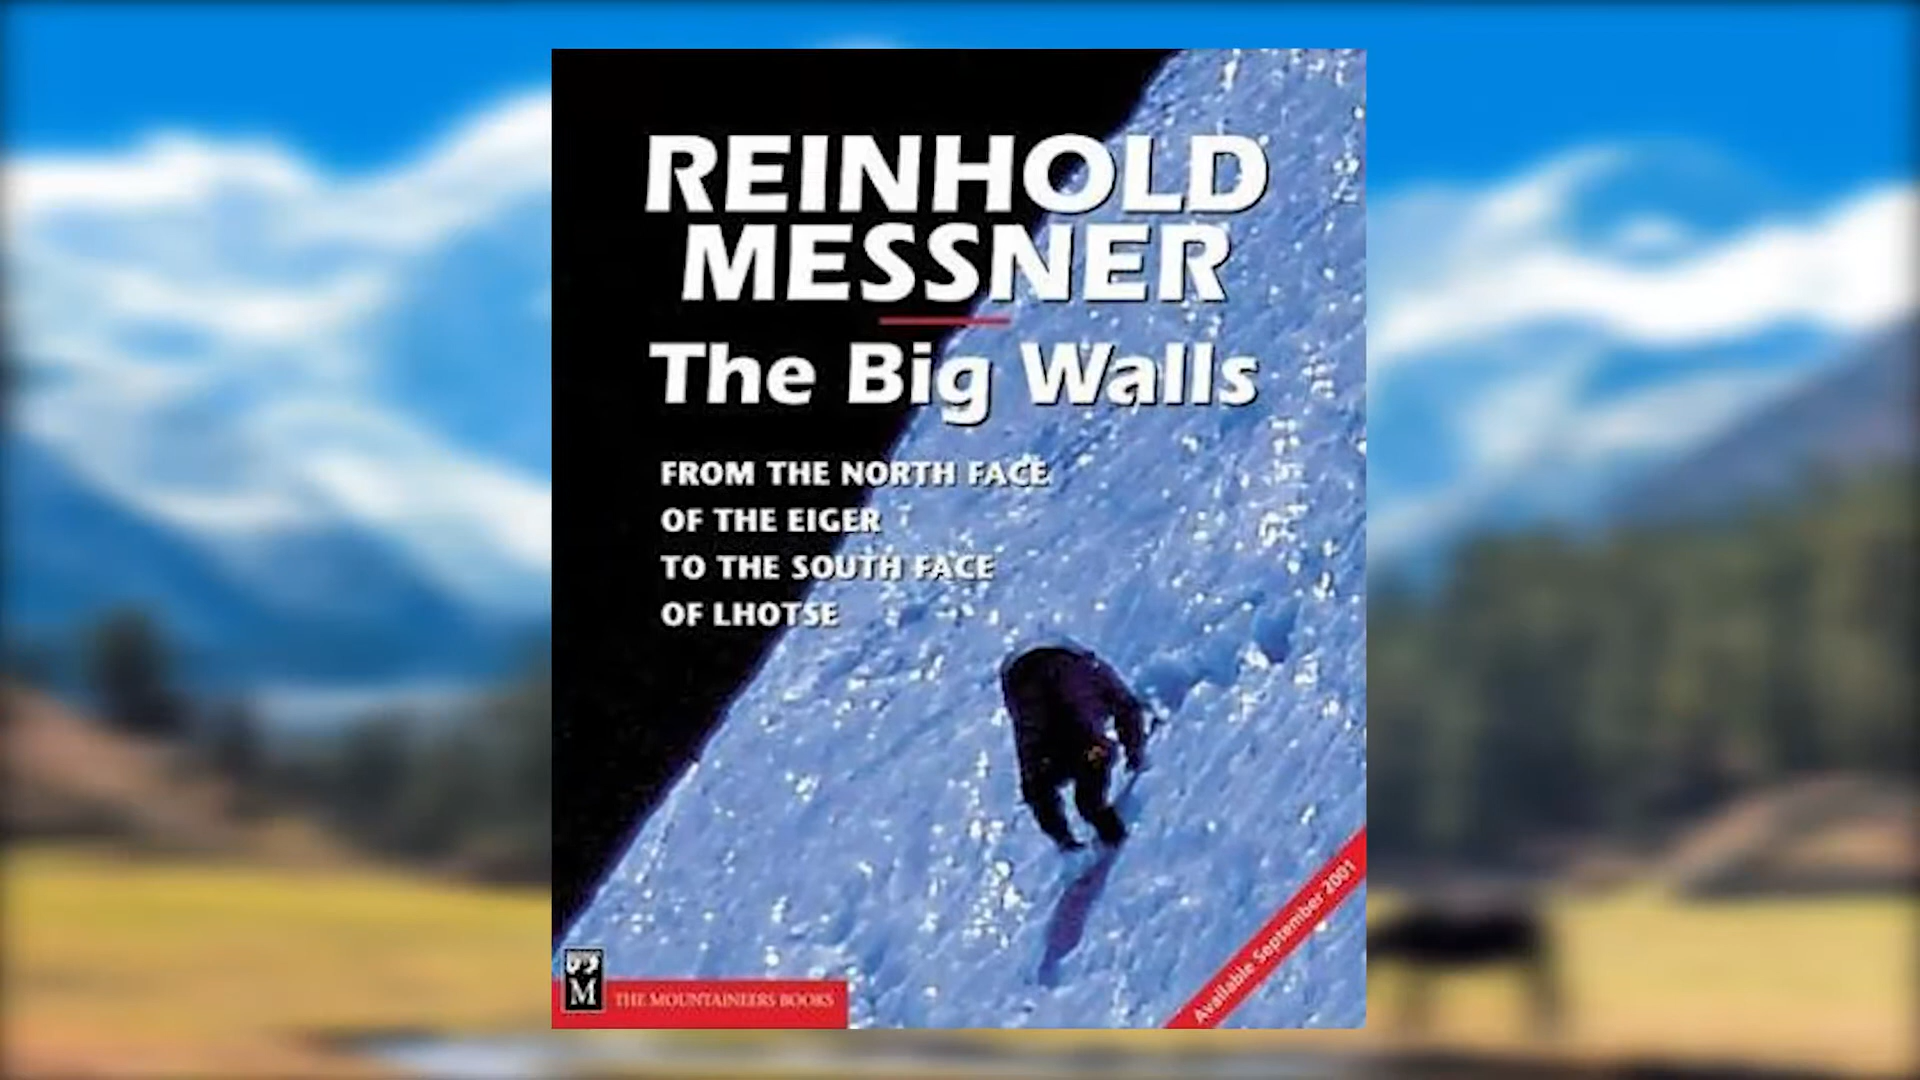 REINHOLD
MESSNER
The Big Walls
FROM THE NORTH FACE
OF THE EIGER
TO THE SOUTH FACE
OF LHOTSE
Available September 2001
M
THE MOUNTAINEERS BOOKS